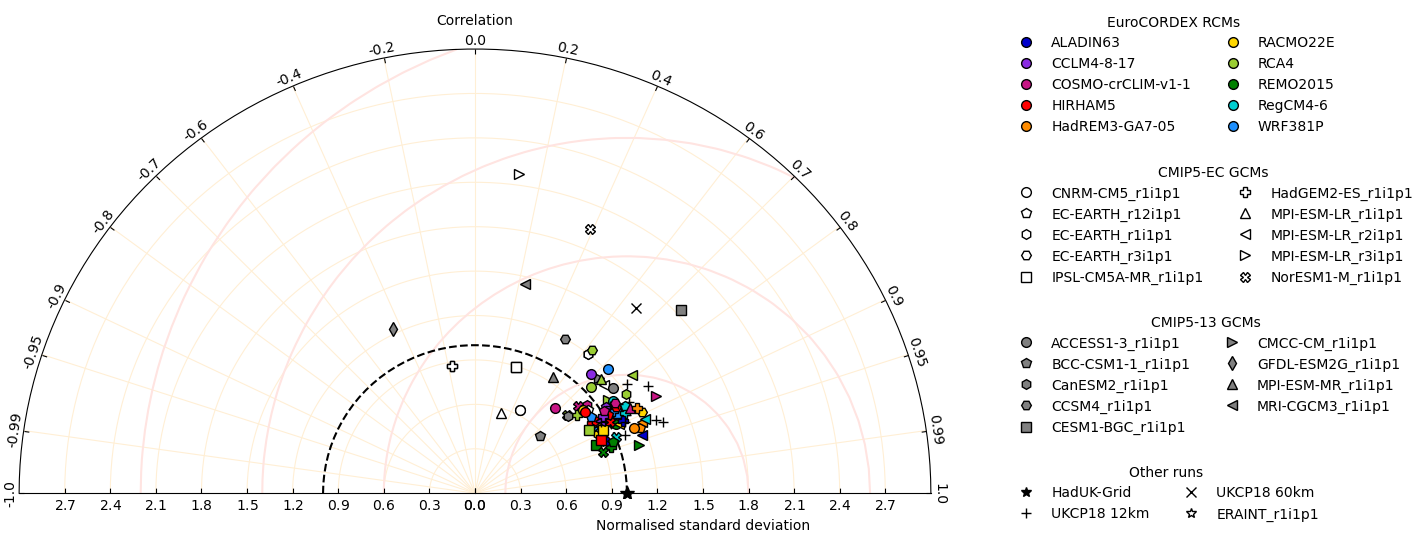 Correlation
-1.0
-0.99
-0.95
-0.9
-0.8
-0.7
-0.6
-0.4
-0.2
0.0
0.2
0.4
0.6
0.7
0.8
0.9
0.95
0.99
1.0
2.7 2.4 2.1 1.8 1.5 1.2 0.9 0.6 0.3 0.0 0.3 0.6 0.9 1.2 1.5 1.8 2.1 2.4 2.7
Normalised standard deviation
EuroCORDEX RCMs
ALADIN63 RACMO22E
CCLM4-8-17 RCA4
COSMO-crCLIM-v1-1 REMO2015
HIRHAM5 RegCM4-6
HadREM3-GA7-05 WRF381P
CMIP5-EC GCMs
CNRM-CM5_r1i1p1 HadGEM2-ES_r1i1p1
EC-EARTH_r12i1p1 MPI-ESM-LR_r1i1p1
EC-EARTH_r1i1p1 MPI-ESM-LR_r2i1p1
EC-EARTH_r3i1p1 MPI-ESM-LR_r3i1p1
IPSL-CM5A-MR_r1i1p1 NorESM1-M_r1i1p1
CMIP5-13 GCMs
ACCESS1-3_r1i1p1 CMCC-CM_r1i1p1
BCC-CSM1-1_r1i1p1 GFDL-ESM2G_r1i1p1
CanESM2_r1i1p1 MPI-ESM-MR_r1i1p1
CCSM4_r1i1p1 MRI-CGCM3_r1i1p1
CESM1-BGC_r1i1p1
Other runs
HadUK-Grid UKCP18 60km
UKCP18 12km ERAINT_r1i1p1